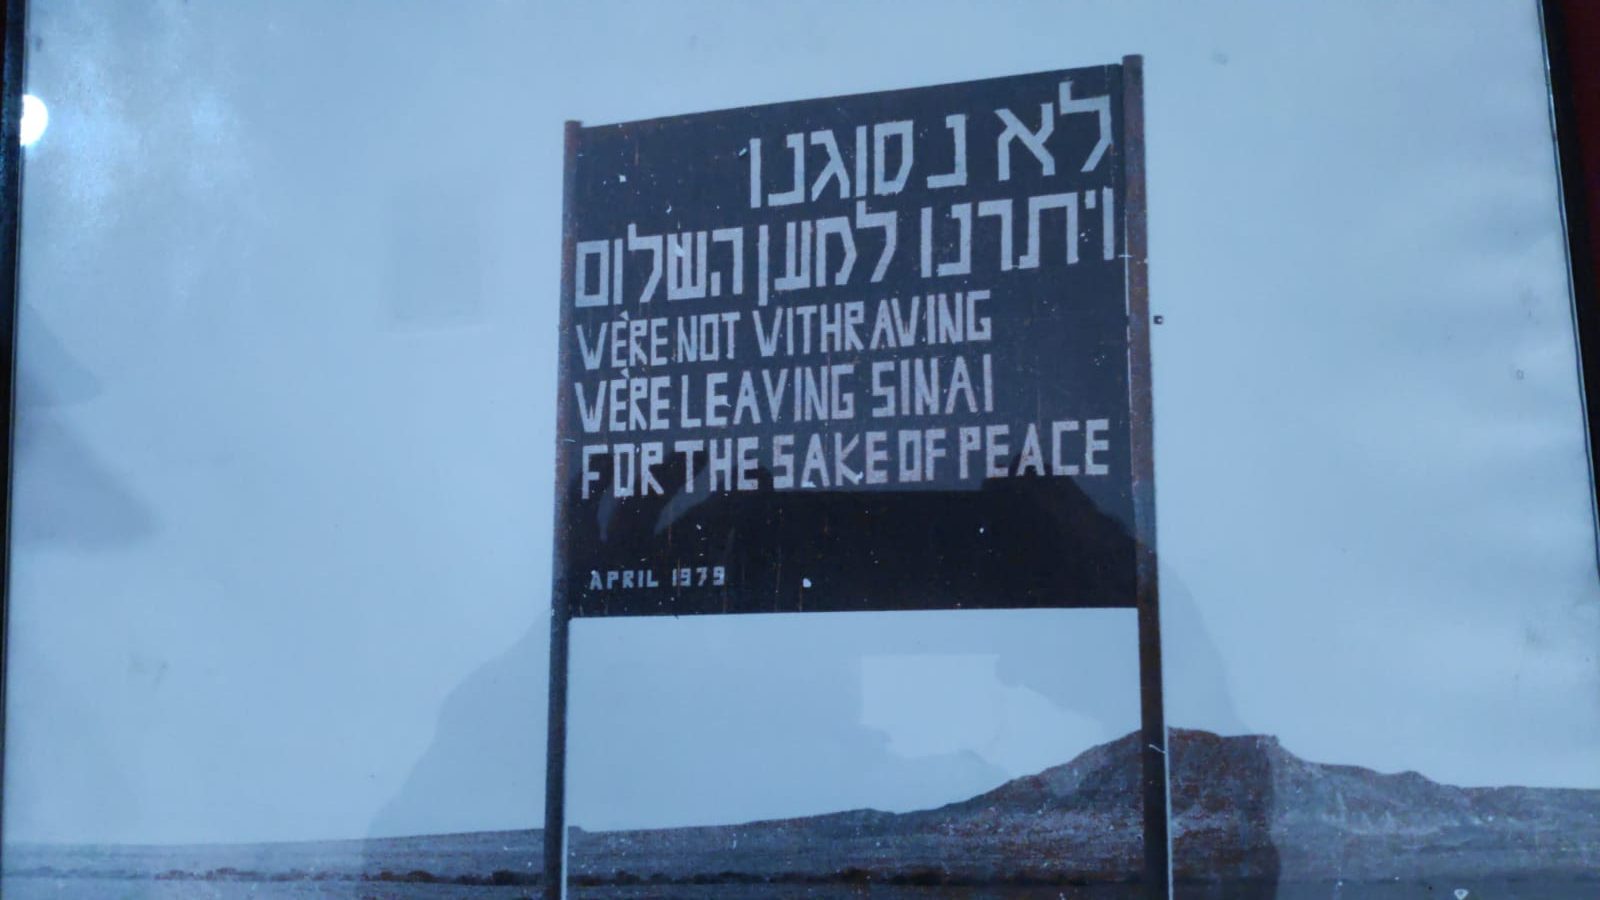 לא נסוגנו
ויתרנו למען השלום
WE'RE NOT WITHRAWING
WE'RE LEAVING SINAI
FOR THE SAKE OF PEACE
APRIL 1979